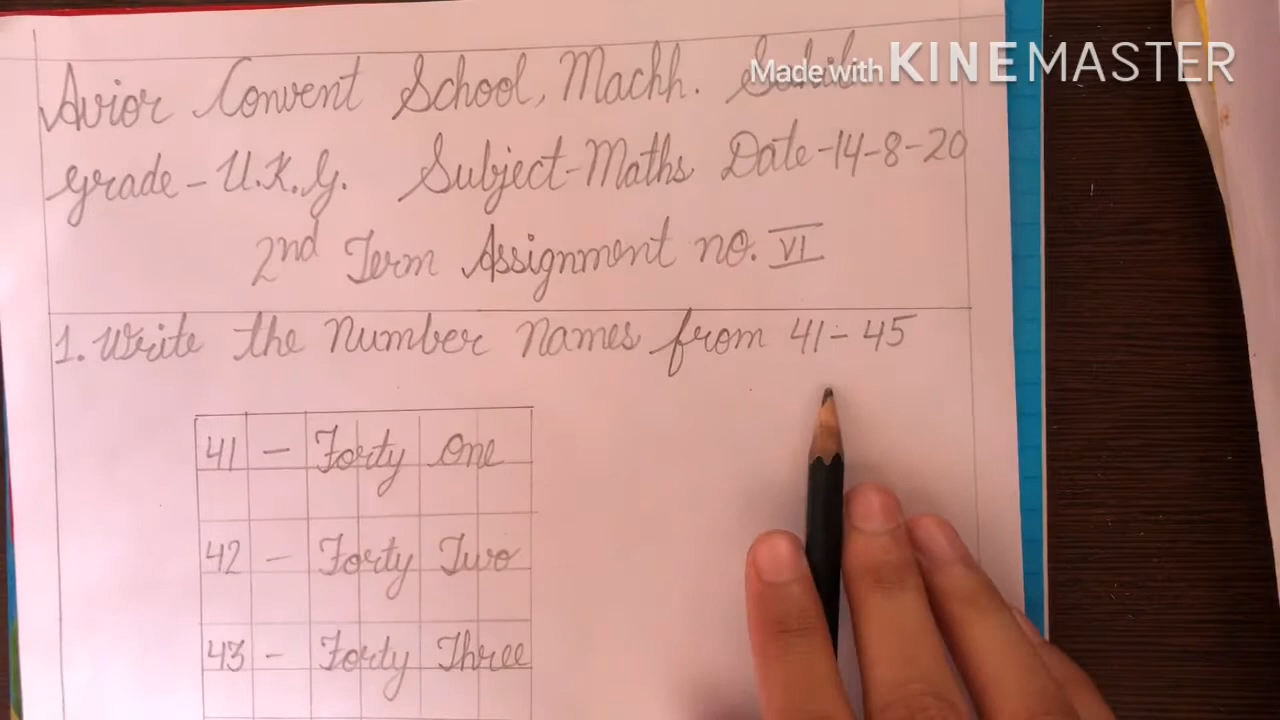 Made with KINEMASTER
Avior Convent School, Machh.
grade - U.K.G. Subject - Maths Date - 14-8-20
2nd Term Assignment no. VI
1. Write the Number Names from 41 - 45
41 - Forty One
42 - Forty Two
43 - Forty Three